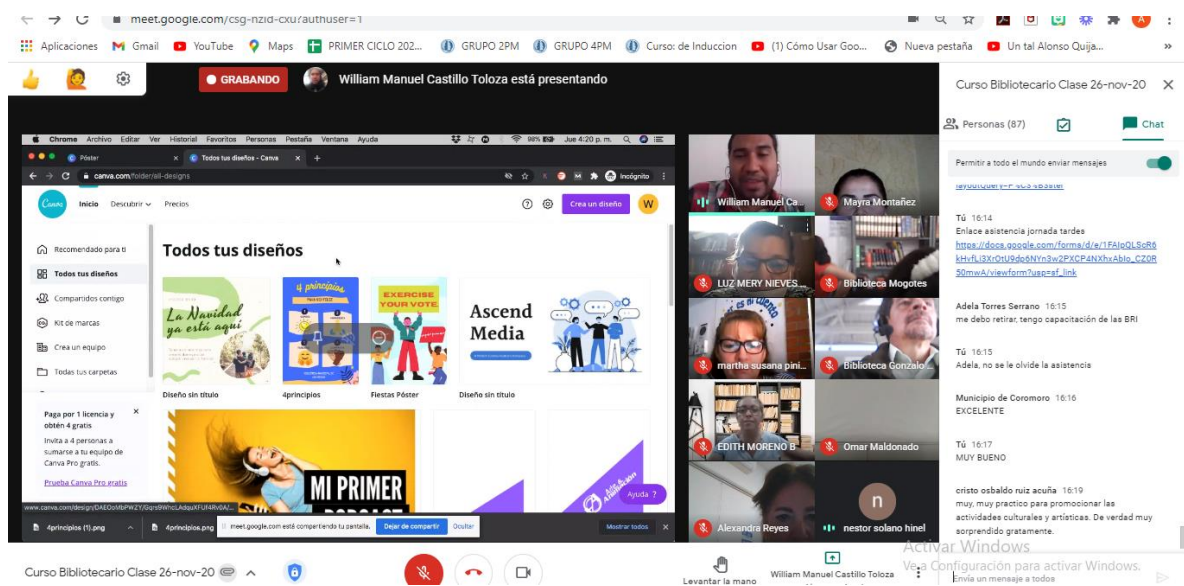 meet.google.com/csg-nzid-cxu?authuser=1
Aplicaciones Gmail YouTube Maps PRIMER CICLO 202... GRUPO 2PM GRUPO 4PM Curso: de Induccion (1) Cómo Usar Goo... Nueva pestaña Un tal Alonso Quija... »
GRABANDO
William Manuel Castillo Toloza está presentando
Chrome Archivo Editar Ver Historial Favoritos Personas Pestaña Ventana Ayuda 98% Jue 4:20 p. m.
Póster × Todos tus diseños - Canva × +
canva.com/folder/all-designs Incógnito
Canva Inicio Descubrir Precios Crea un diseño W
Recomendado para ti
Todos tus diseños
Compartidos contigo
Kit de marcas
Crea un equipo
Todas tus carpetas
Paga por 1 licencia y
obtén 4 gratis
Invita a 4 personas a
sumarse a tu equipo de
Canva Pro gratis.
Prueba Canva Pro gratis
Todos tus diseños
La Navidad
ya está aquí
4 principios
EXERCISE
YOUR VOTE
Ascend
Media
Diseño sin título
4principios
Fiestas Póster
Diseño sin título
MI PRIMER
PODCAST
Ayuda ?
4principios (1).png
4principios.png
meet.google.com está compartiendo tu pantalla. Dejar de compartir Ocultar
Mostrar todos ×
William Manuel Ca...
Mayra Montañez
LUZ MERY NIEVES...
Biblioteca Mogotes
martha susana pini...
Biblioteca Gonzalo ...
EDITH MORENO B
Omar Maldonado
Alexandra Reyes
n
nestor solano hinel
Curso Bibliotecario Clase 26-nov-20 ×
Personas (87)
Chat
Permitir a todo el mundo enviar mensajes
Tú 16:14
Enlace asistencia jornada tardes
Adela Torres Serrano 16:15
me debo retirar, tengo capacitación de las BRI
Tú 16:15
Adela, no se le olvide la asistencia
Municipio de Coromoro 16:16
EXCELENTE
Tú 16:17
MUY BUENO
cristo osbaldo ruiz acuña 16:19
muy, muy practico para promocionar las
actividades culturales y artísticas. De verdad muy
sorprendido gratamente.
Activar Windows
Ve a Configuración para activar Windows.
Envía un mensaje a todos
Curso Bibliotecario Clase 26-nov-20
Levantar la mano
William Manuel Castillo Toloza